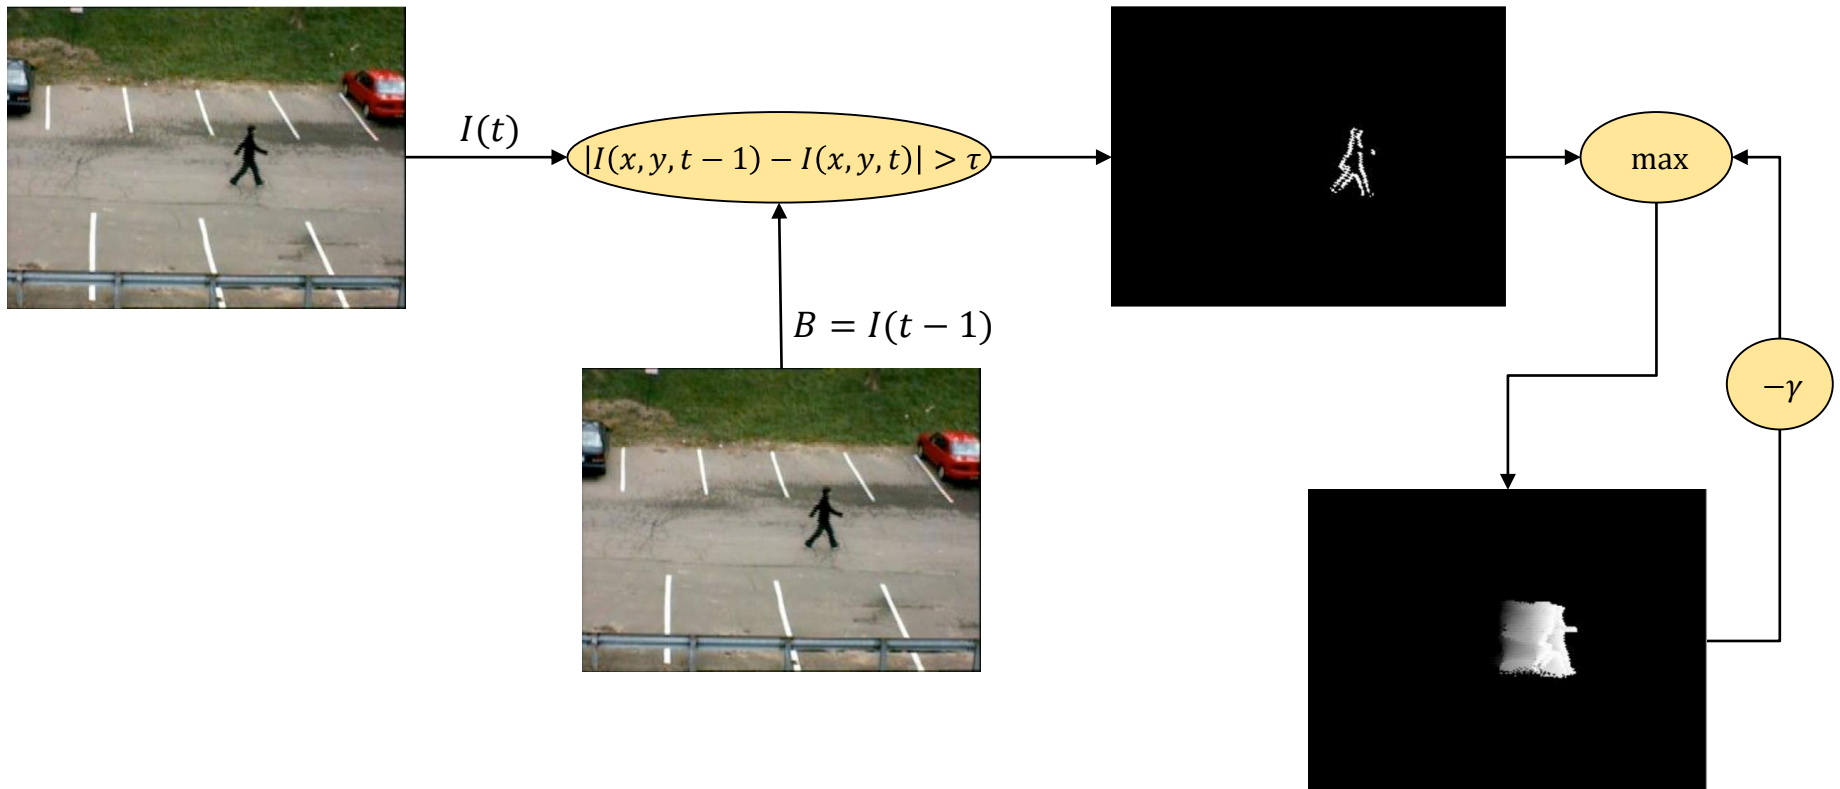 I(t)
|I(x, y, t − 1) − I(x, y, t)| > τ
max
B = I(t − 1)
−γ